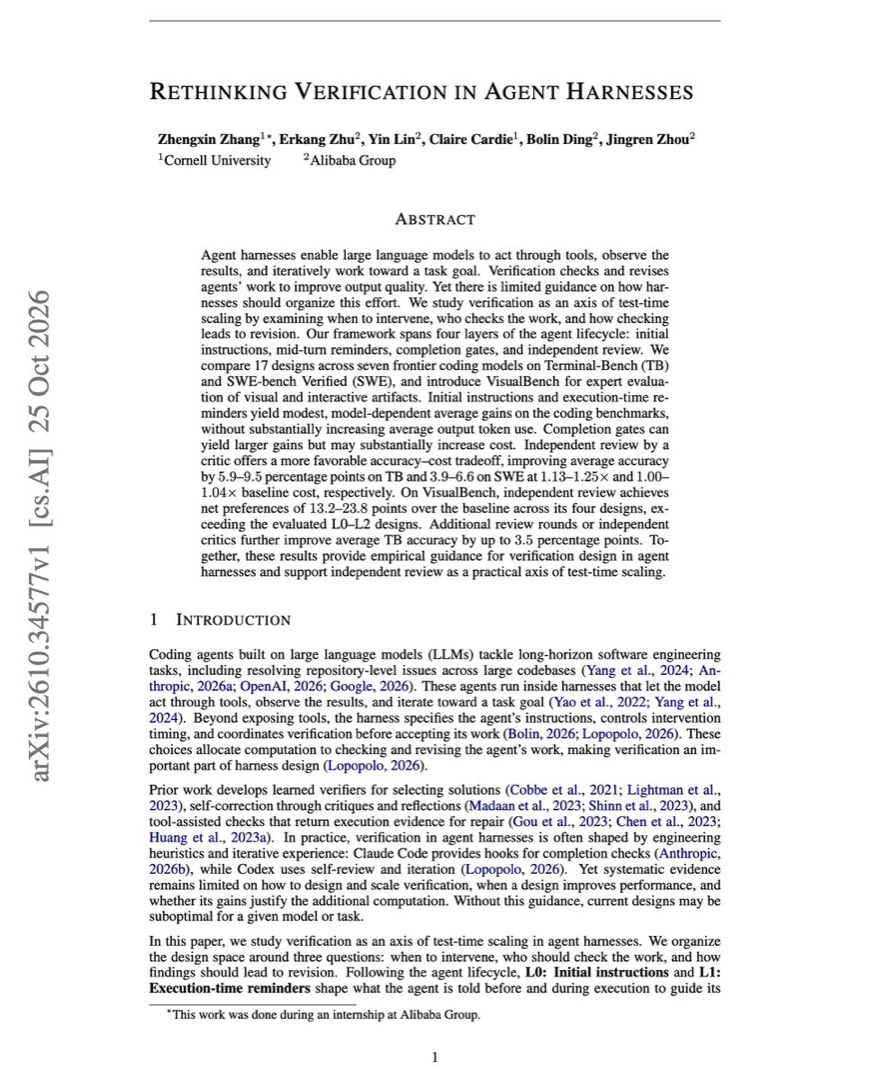 RETHINKING VERIFICATION IN AGENT HARNESSES
Zhengxin Zhang1*, Erkang Zhu2, Yin Lin2, Claire Cardie1, Bolin Ding2, Jingren Zhou2
1Cornell University 2Alibaba Group
ABSTRACT
Agent harnesses enable large language models to act through tools, observe the
results, and iteratively work toward a task goal. Verification checks and revises
agents' work to improve output quality. Yet there is limited guidance on how har-
nesses should organize this effort. We study verification as an axis of test-time
scaling by examining when to intervene, who checks the work, and how checking
leads to revision. Our framework spans four layers of the agent lifecycle: initial
instructions, mid-turn reminders, completion gates, and independent review. We
compare 17 designs across seven frontier coding models on Terminal-Bench (TB)
and SWE-bench Verified (SWE), and introduce VisualBench for expert evalua-
tion of visual and interactive artifacts. Initial instructions and execution-time re-
minders yield modest, model-dependent average gains on the coding benchmarks,
without substantially increasing average output token use. Completion gates can
yield larger gains but may substantially increase cost. Independent review by a
critic offers a more favorable accuracy–cost tradeoff, improving average accuracy
by 5.9–9.5 percentage points on TB and 3.9–6.6 on SWE at 1.13–1.25× and 1.00–
1.04× baseline cost, respectively. On VisualBench, independent review achieves
net preferences of 13.2–23.8 points over the baseline across its four designs, ex-
ceeding the evaluated L0–L2 designs. Additional review rounds or independent
critics further improve average TB accuracy by up to 3.5 percentage points. To-
gether, these results provide empirical guidance for verification design in agent
harnesses and support independent review as a practical axis of test-time scaling.
arXiv:2610.34577v1 [cs.AI] 25 Oct 2026
1 INTRODUCTION
Coding agents built on large language models (LLMs) tackle long-horizon software engineering
tasks, including resolving repository-level issues across large codebases (Yang et al., 2024; An-
thropic, 2026a; OpenAI, 2026; Google, 2026). These agents run inside harnesses that let the model
act through tools, observe the results, and iterate toward a task goal (Yao et al., 2022; Yang et al.,
2024). Beyond exposing tools, the harness specifies the agent's instructions, controls intervention
timing, and coordinates verification before accepting its work (Bolin, 2026; Lopopolo, 2026). These
choices allocate computation to checking and revising the agent's work, making verification an im-
portant part of harness design (Lopopolo, 2026).
Prior work develops learned verifiers for selecting solutions (Cobbe et al., 2021; Lightman et al.,
2023), self-correction through critiques and reflections (Madaan et al., 2023; Shinn et al., 2023), and
tool-assisted checks that return execution evidence for repair (Gou et al., 2023; Chen et al., 2023;
Huang et al., 2023a). In practice, verification in agent harnesses is often shaped by engineering
heuristics and iterative experience: Claude Code provides hooks for completion checks (Anthropic,
2026b), while Codex uses self-review and iteration (Lopopolo, 2026). Yet systematic evidence
remains limited on how to design and scale verification, when a design improves performance, and
whether its gains justify the additional computation. Without this guidance, current designs may be
suboptimal for a given model or task.
In this paper, we study verification as an axis of test-time scaling in agent harnesses. We organize
the design space around three questions: when to intervene, who should check the work, and how
findings should lead to revision. Following the agent lifecycle, L0: Initial instructions and L1:
Execution-time reminders shape what the agent is told before and during execution to guide its
*This work was done during an internship at Alibaba Group.
1